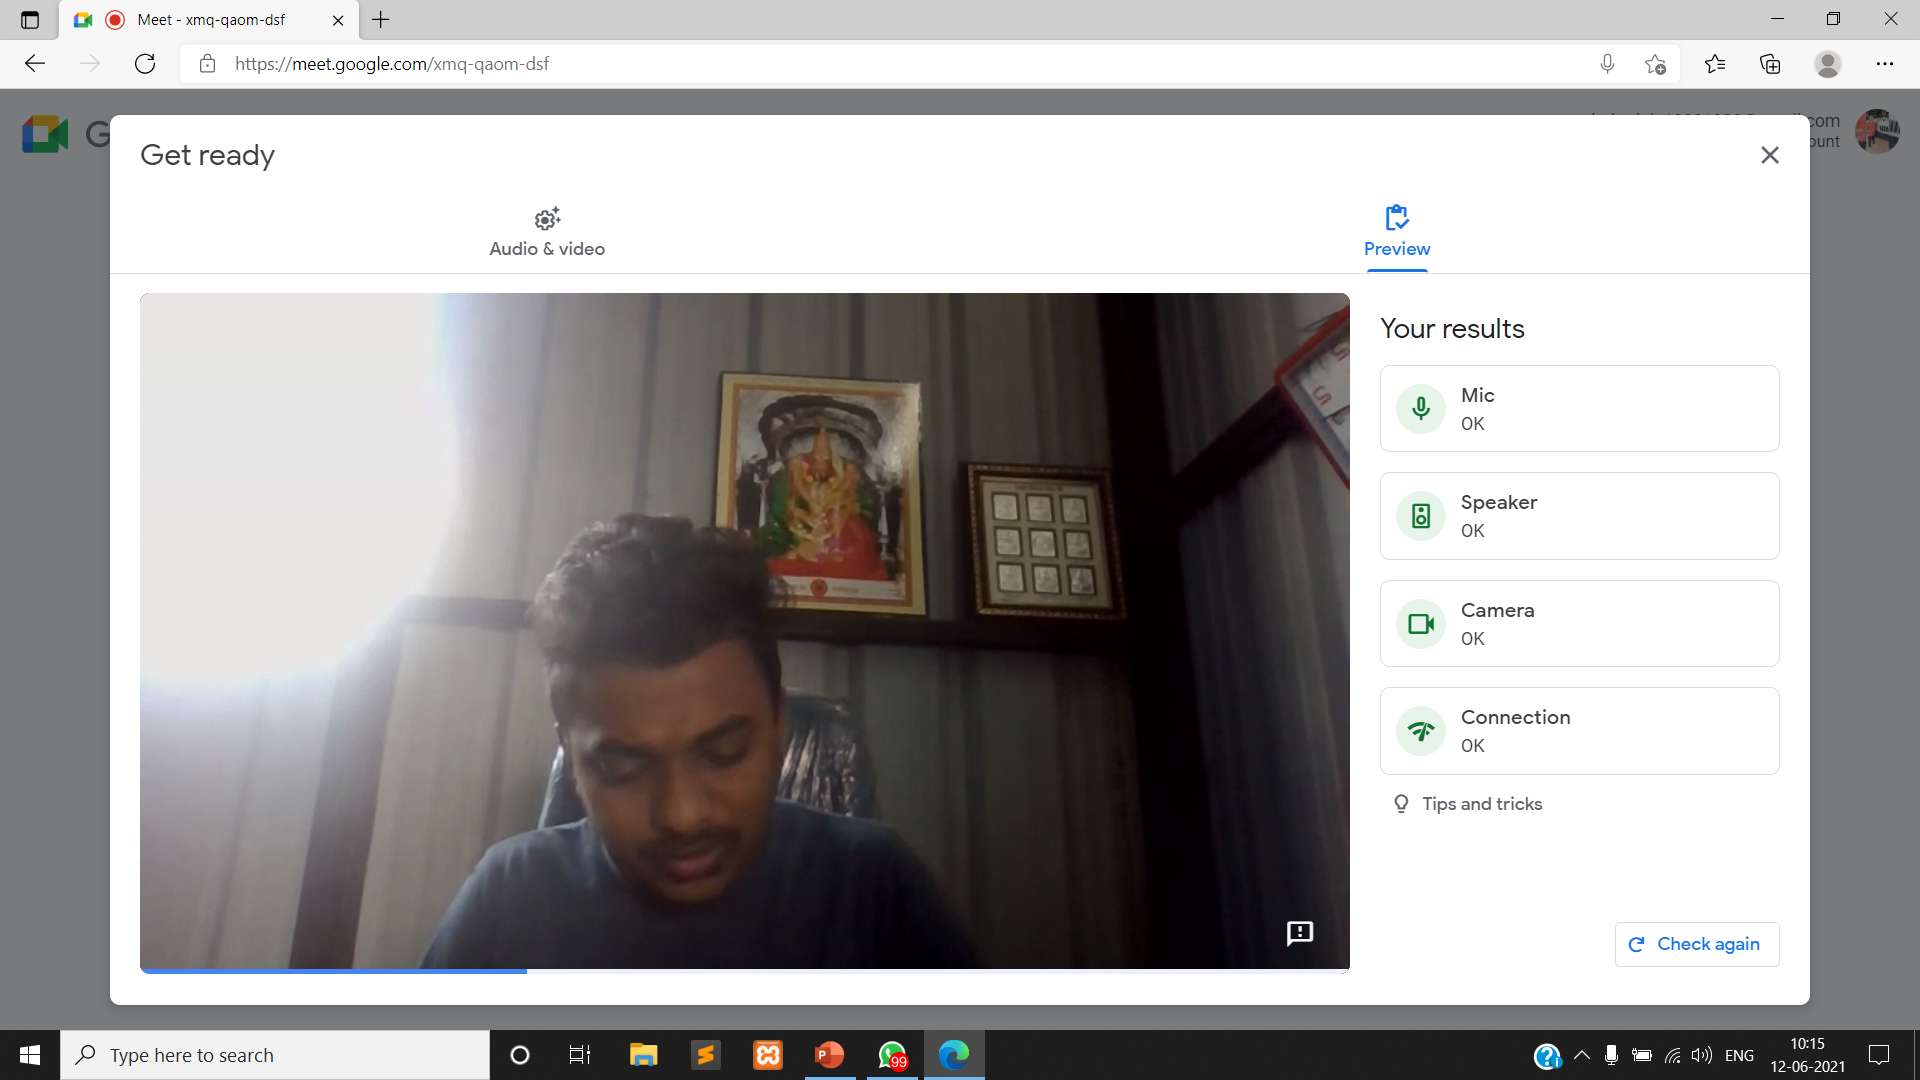 Meet - xmq-qaom-dsf
https://meet.google.com/xmq-qaom-dsf
G
com
ount
Get ready
Audio & video
Preview
Your results
Mic
OK
Speaker
OK
Camera
OK
Connection
OK
Tips and tricks
Check again
Type here to search
99
ENG
10:15
12-06-2021